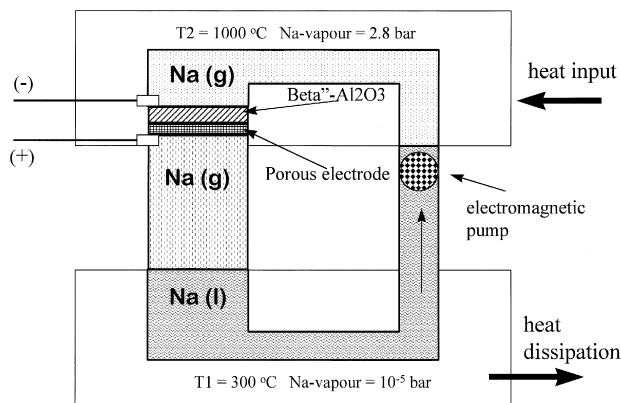 T2 = 1000 °C Na-vapour = 2.8 bar
Na (g)
(-)
heat input
Beta”-Al2O3
(+)
Na (g)
Porous electrode
electromagnetic
pump
Na (l)
heat
dissipation
T1 = 300 °C Na-vapour = 10⁻⁵ bar